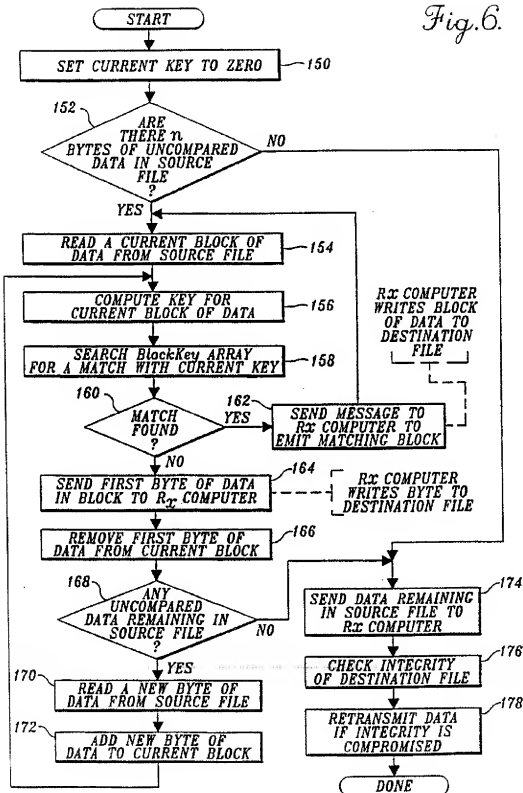 START
Fig.6.
SET CURRENT KEY TO ZERO
150
152
ARE
THERE n
BYTES OF UNCOMPARED
DATA IN SOURCE
FILE
?
NO
YES
READ A CURRENT BLOCK OF
DATA FROM SOURCE FILE
154
COMPUTE KEY FOR
CURRENT BLOCK OF DATA
156
SEARCH BlockKey ARRAY
FOR A MATCH WITH CURRENT KEY
158
RX COMPUTER
WRITES BLOCK
OF DATA TO
DESTINATION
FILE
160
MATCH
FOUND
?
YES
162
SEND MESSAGE TO
RX COMPUTER TO
EMIT MATCHING BLOCK
NO
SEND FIRST BYTE OF DATA
IN BLOCK TO RX COMPUTER
164
RX COMPUTER
WRITES BYTE TO
DESTINATION FILE
REMOVE FIRST BYTE OF
DATA FROM CURRENT BLOCK
166
168
ANY
UNCOMPARED
DATA REMAINING IN
SOURCE FILE
?
NO
YES
170
READ A NEW BYTE OF
DATA FROM SOURCE FILE
172
ADD NEW BYTE OF
DATA TO CURRENT BLOCK
SEND DATA REMAINING
IN SOURCE FILE TO
RX COMPUTER
174
CHECK INTEGRITY
OF DESTINATION FILE
176
RETRANSMIT DATA
IF INTEGRITY IS
COMPROMISED
178
DONE